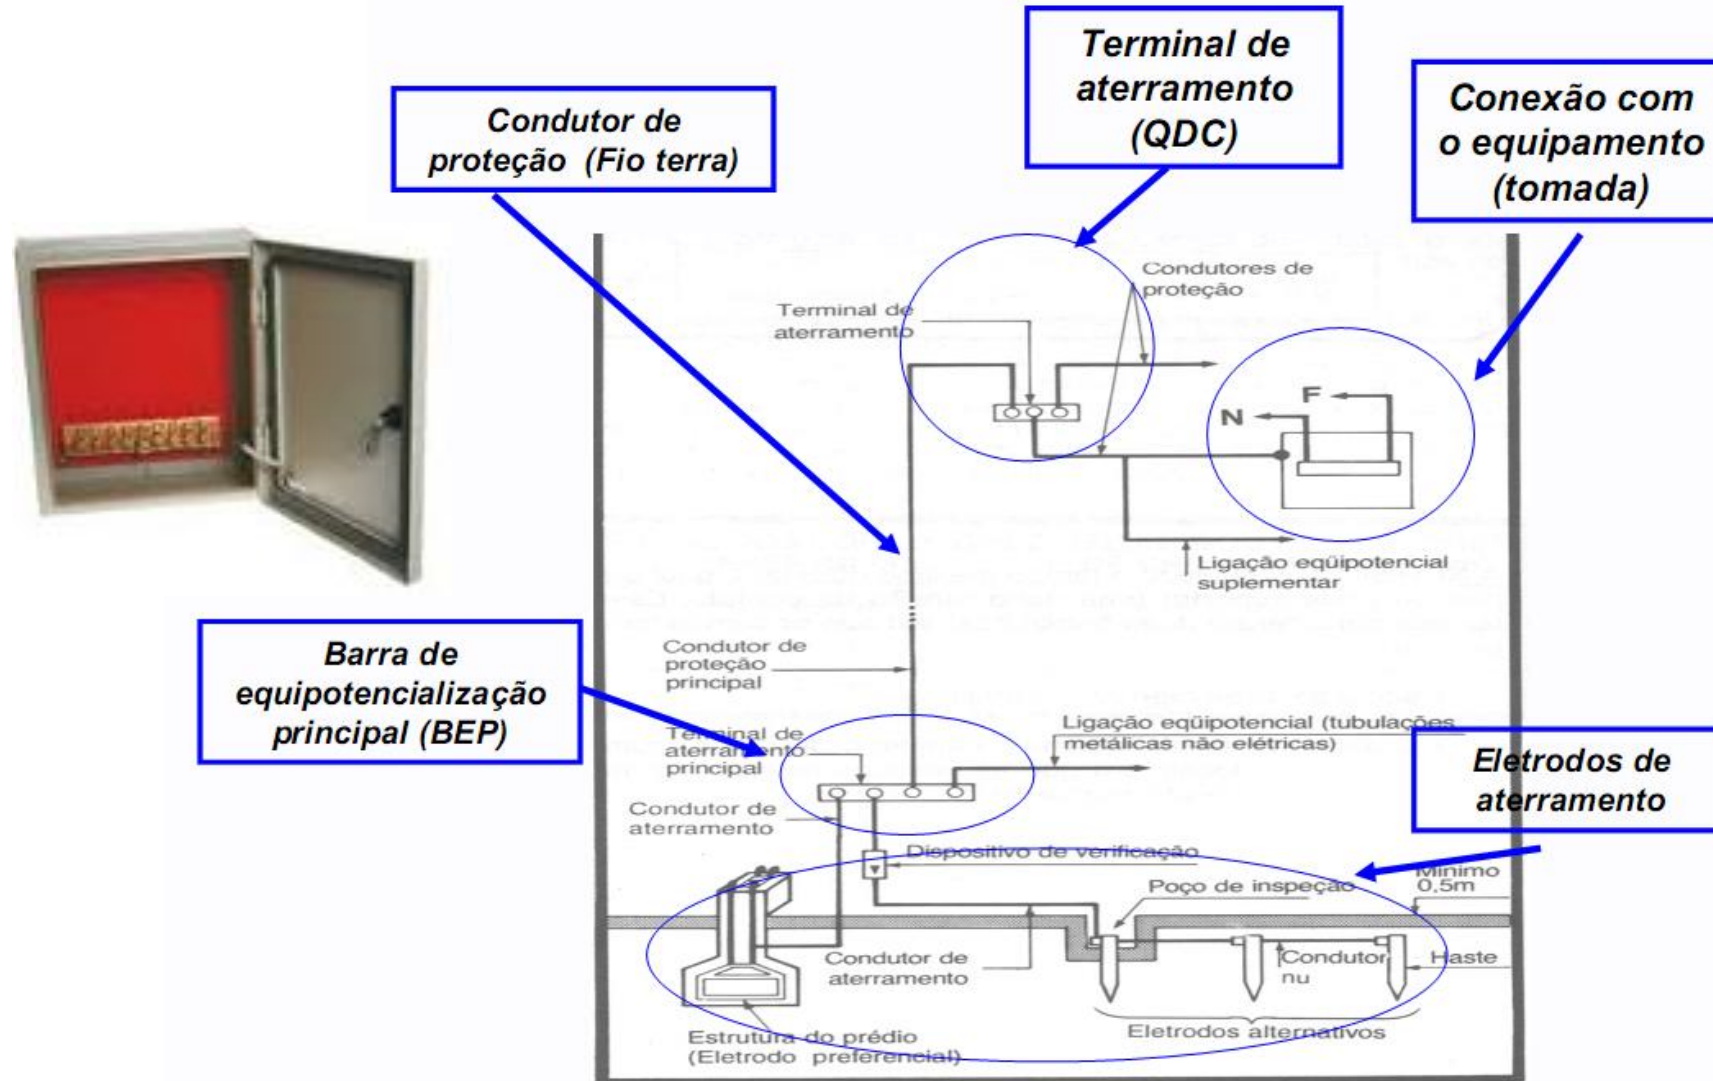 Terminal de
aterramento
(QDC)
Conexão com
o equipamento
(tomada)
Condutor de
proteção (Fio terra)
Condutores de
proteção
Terminal de
aterramento
F
N
Ligação eqüipotencial
suplementar
Barra de
equipotencialização
principal (BEP)
Condutor de
proteção
principal
Terminal de
aterramento
principal
Ligação eqüipotencial (tubulações
metálicas não elétricas)
Eletrodos de
aterramento
Condutor de
aterramento
Dispositivo de verificação
Poço de inspeção
Mínimo
0,5m
Condutor de
aterramento
Condutor
nu
Haste
Estrutura do prédio
(Eletrodo preferencial)
Eletrodos alternativos